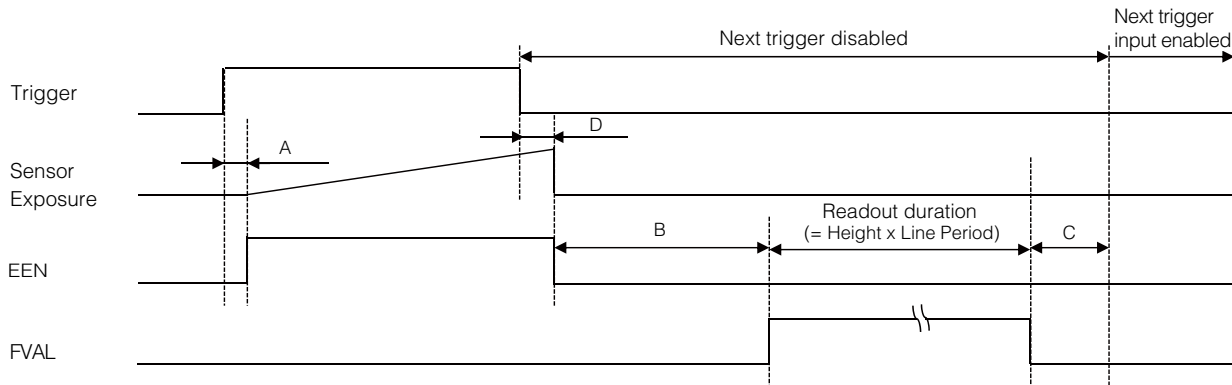 Next trigger disabled
Next trigger
input enabled
Trigger
D
A
Sensor
Exposure
B
Readout duration
(= Height x Line Period)
C
EEN
FVAL